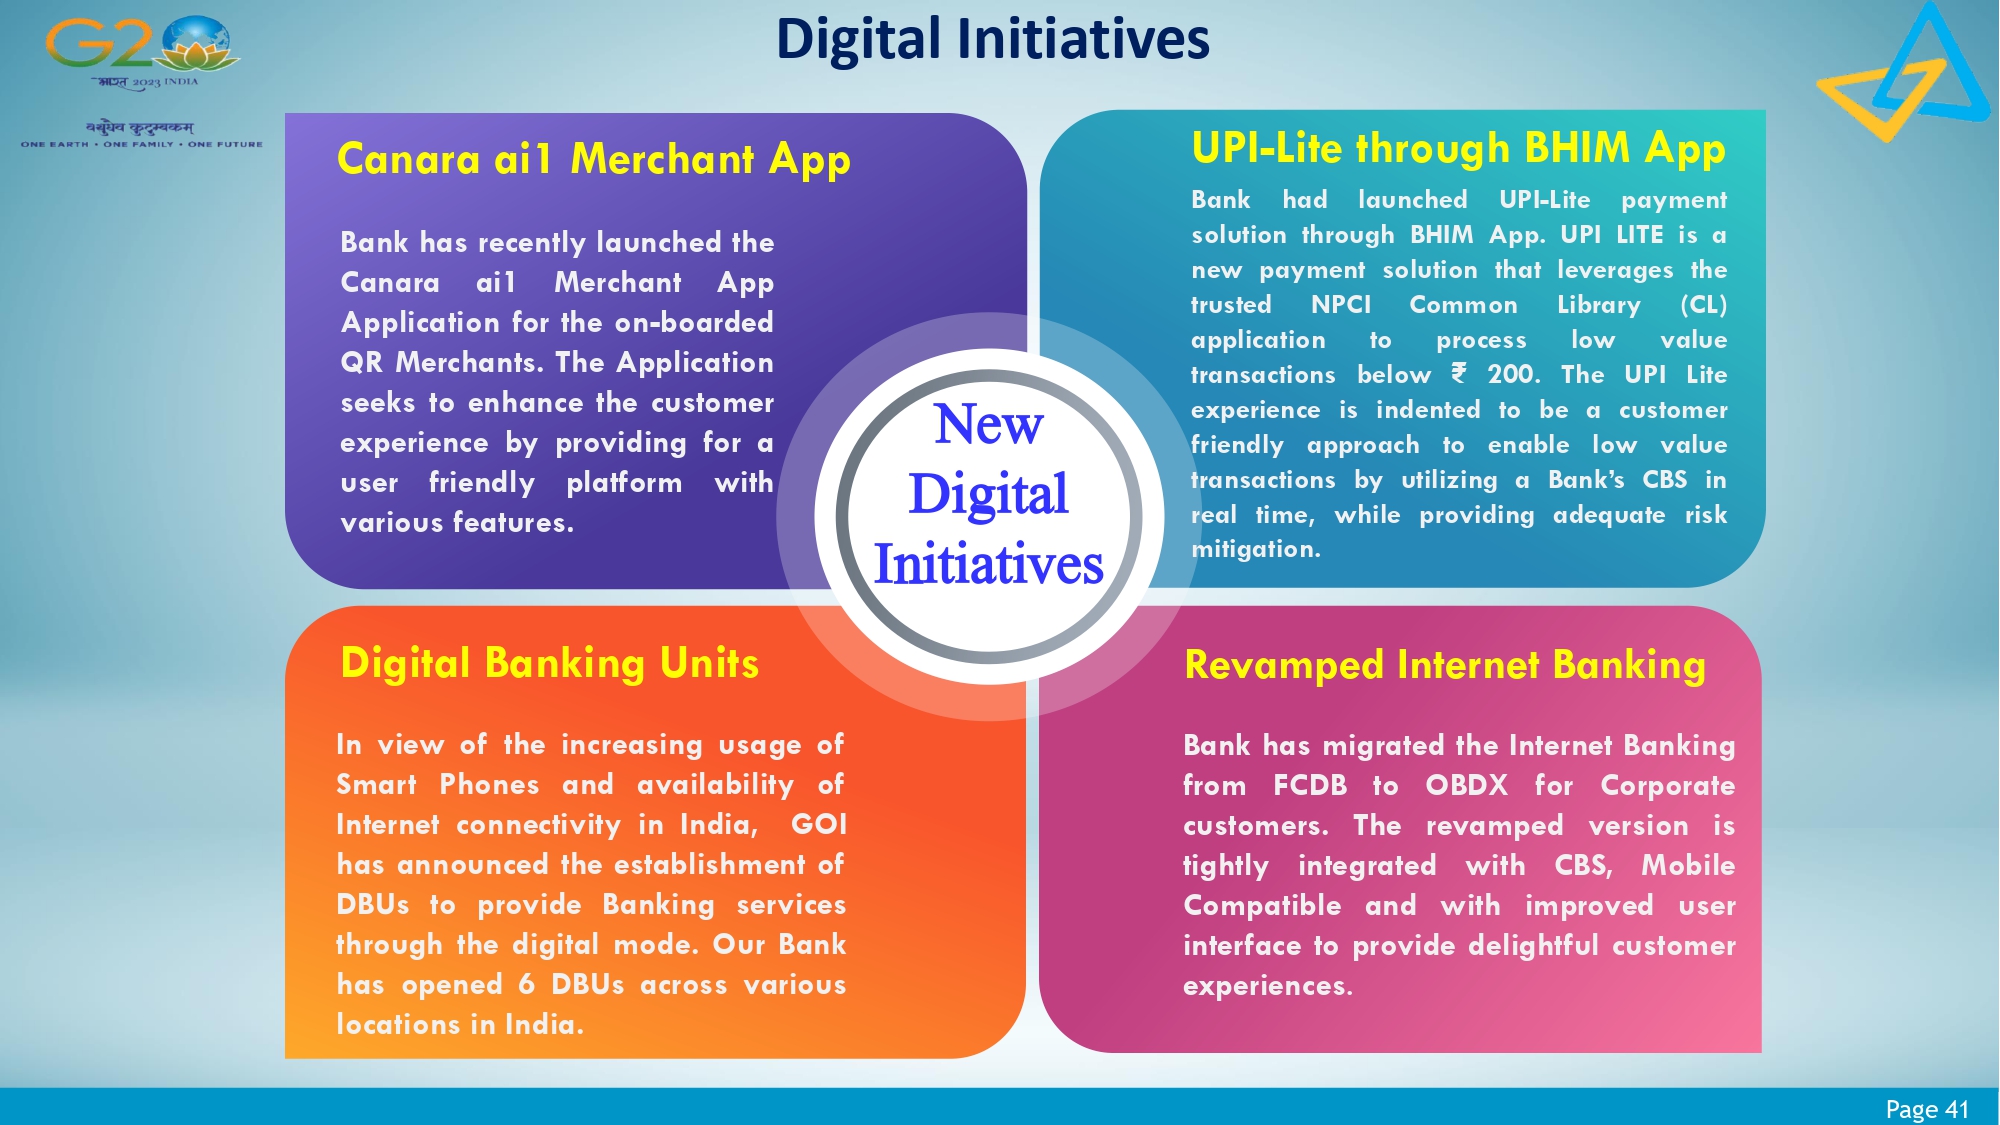 Digital Initiatives
G20
भारत 2023 INDIA
वसुधैव कुटुम्बकम्
ONE EARTH • ONE FAMILY • ONE FUTURE
Canara ai1 Merchant App
Bank has recently launched the
Canara ai1 Merchant App
Application for the on-boarded
QR Merchants. The Application
seeks to enhance the customer
experience by providing for a
user friendly platform with
various features.
UPI-Lite through BHIM App
Bank had launched UPI-Lite payment
solution through BHIM App. UPI LITE is a
new payment solution that leverages the
trusted NPCI Common Library (CL)
application to process low value
transactions below ₹ 200. The UPI Lite
experience is indented to be a customer
friendly approach to enable low value
transactions by utilizing a Bank’s CBS in
real time, while providing adequate risk
mitigation.
New
Digital
Initiatives
Digital Banking Units
In view of the increasing usage of
Smart Phones and availability of
Internet connectivity in India, GOI
has announced the establishment of
DBUs to provide Banking services
through the digital mode. Our Bank
has opened 6 DBUs across various
locations in India.
Revamped Internet Banking
Bank has migrated the Internet Banking
from FCDB to OBDX for Corporate
customers. The revamped version is
tightly integrated with CBS, Mobile
Compatible and with improved user
interface to provide delightful customer
experiences.
Page 41